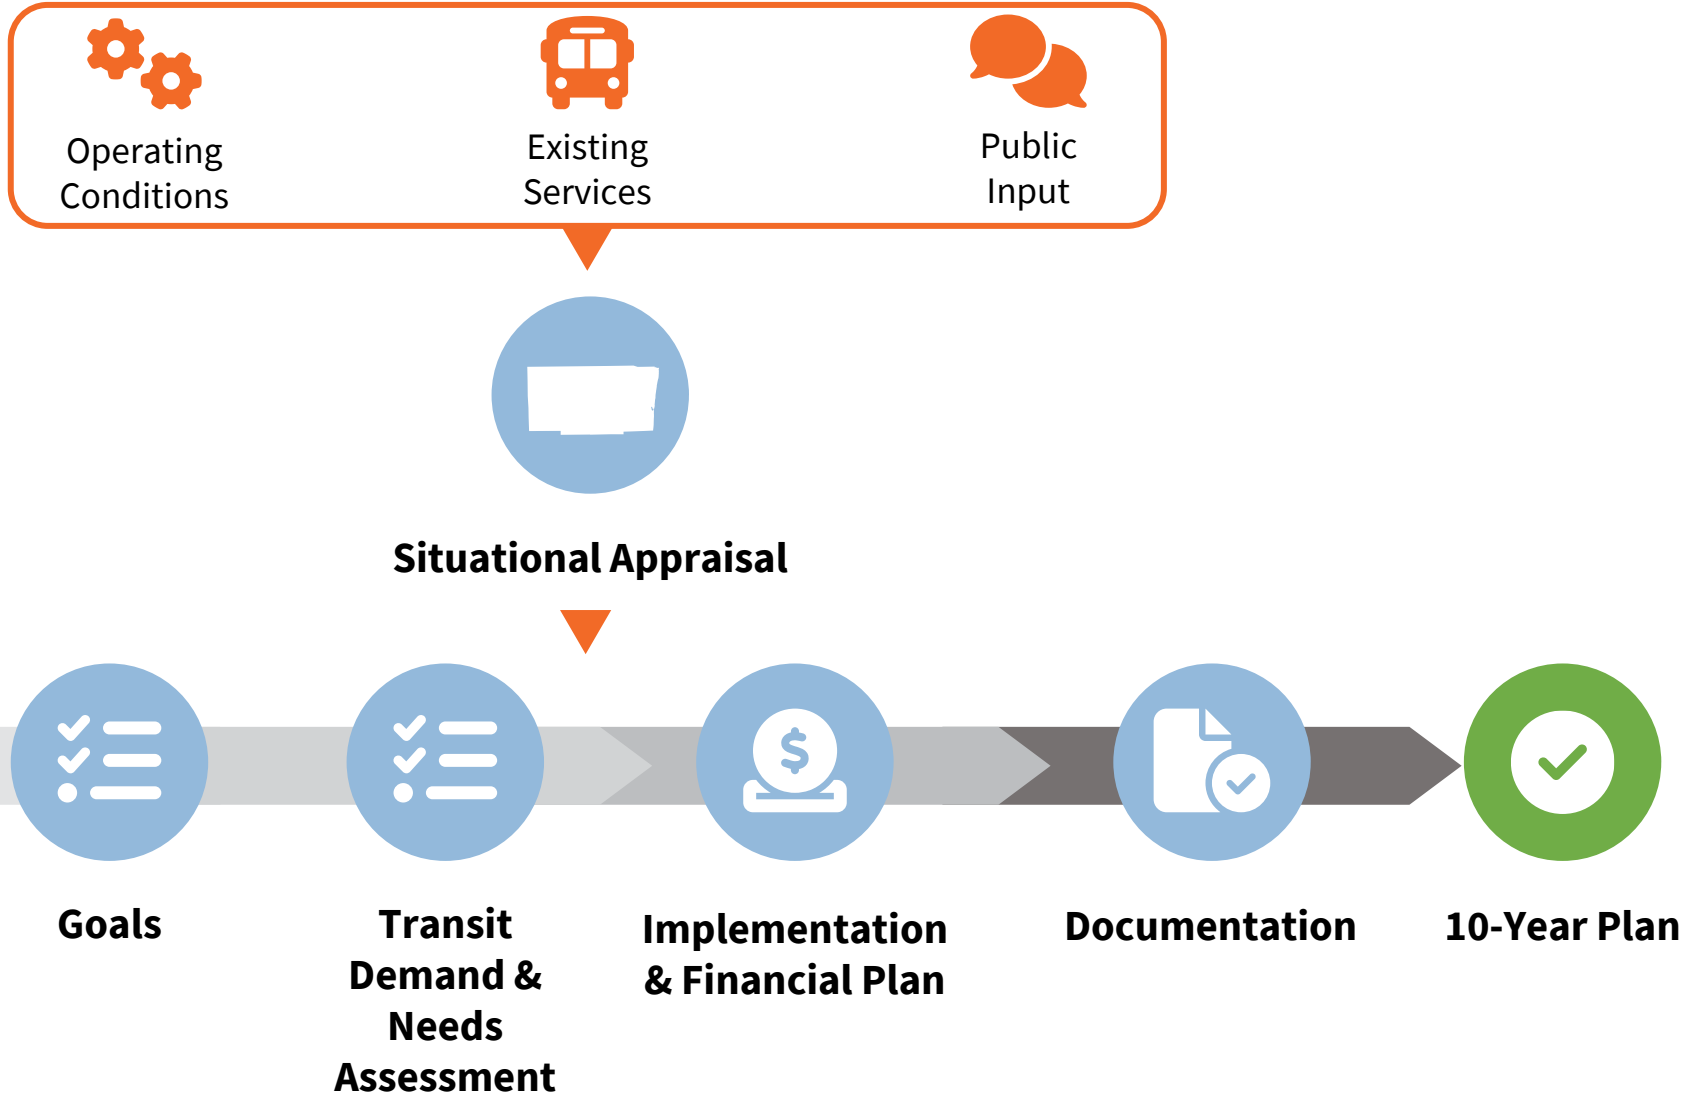 Operating
Conditions
Existing
Services
Public
Input
Situational Appraisal
Goals
Transit
Demand &
Needs
Assessment
Implementation
& Financial Plan
Documentation
10-Year Plan